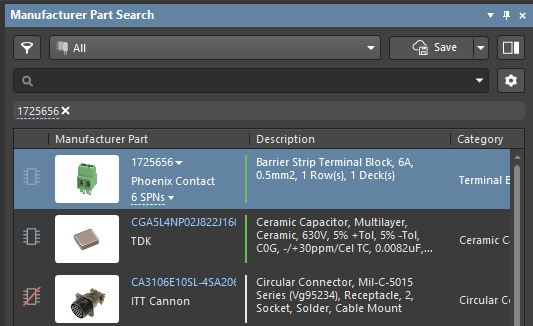 Manufacturer Part Search
All
Save
1725656
Manufacturer Part
Description
Category
1725656
Phoenix Contact
6 SPNs
Barrier Strip Terminal Block, 6A,
0.5mm2, 1 Row(s), 1 Deck(s)
Terminal
CGA5L4NP02J822J16
TDK
Ceramic Capacitor, Multilayer,
Ceramic, 630V, 5% +Tol, 5% -Tol,
C0G, -/+30ppm/Cel TC, 0.0082uF,...
Ceramic
CA3106E10SL-4SA206
ITT Cannon
Circular Connector, Mil-C-5015
Series (Vg95234), Receptacle, 2,
Socket, Solder, Cable Mount
Circular